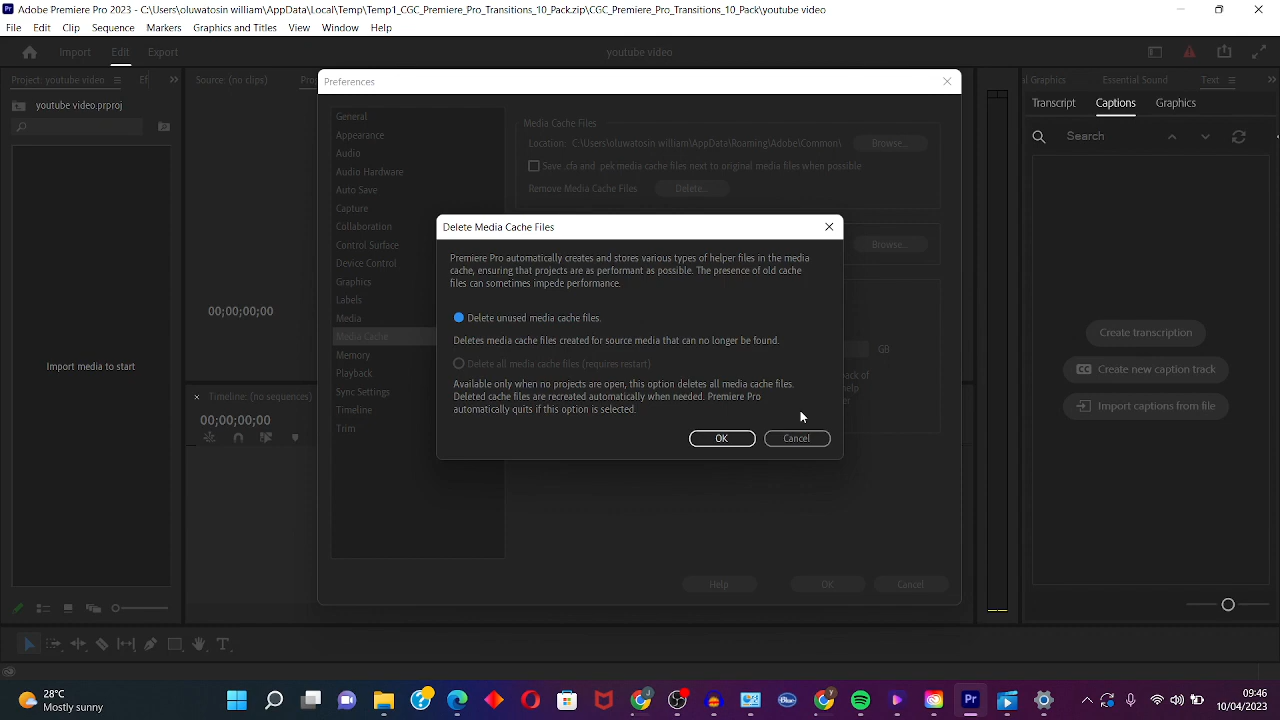 Adobe Premiere Pro 2023 - C:\Users\oluwatosin william\AppData\Local\Temp\Temp1_CGC_Premiere_Pro_Transitions_10_Pack.zip\CGC_Premiere_Pro_Transitions_10_Pack\youtube video
File Edit Clip Sequence Markers Graphics and Titles View Window Help
Import Edit Export youtube video
Project: youtube video
Source: (no clips)
Essential Sound
Text
youtube video.prproj
Transcript Captions Graphics
Search
Preferences
General
Appearance
Audio
Audio Hardware
Auto Save
Capture
Collaboration
Control Surface
Device Control
Graphics
Labels
Media
Media Cache
Memory
Playback
Sync Settings
Timeline
Trim
Media Cache Files
Location: C:\Users\oluwatosin william\AppData\Roaming\Adobe\Common\ Browse...
Save .cfa and .pek media cache files next to original media files when possible
Remove Media Cache Files Delete...
Browse...
GB
Delete Media Cache Files
Premiere Pro automatically creates and stores various types of helper files in the media
cache, ensuring that projects are as performant as possible. The presence of old cache
files can sometimes impede performance.
Delete unused media cache files.
Deletes media cache files created for source media that can no longer be found.
Delete all media cache files (requires restart)
Available only when no projects are open, this option deletes all media cache files.
Deleted cache files are recreated automatically when needed. Premiere Pro
automatically quits if this option is selected.
OK Cancel
Help OK Cancel
00;00;00;00
Import media to start
Timeline: (no sequences)
00;00;00;00
Create transcription
Create new caption track
Import captions from file
28°C
Mostly sunny
09:48
10/04/2023